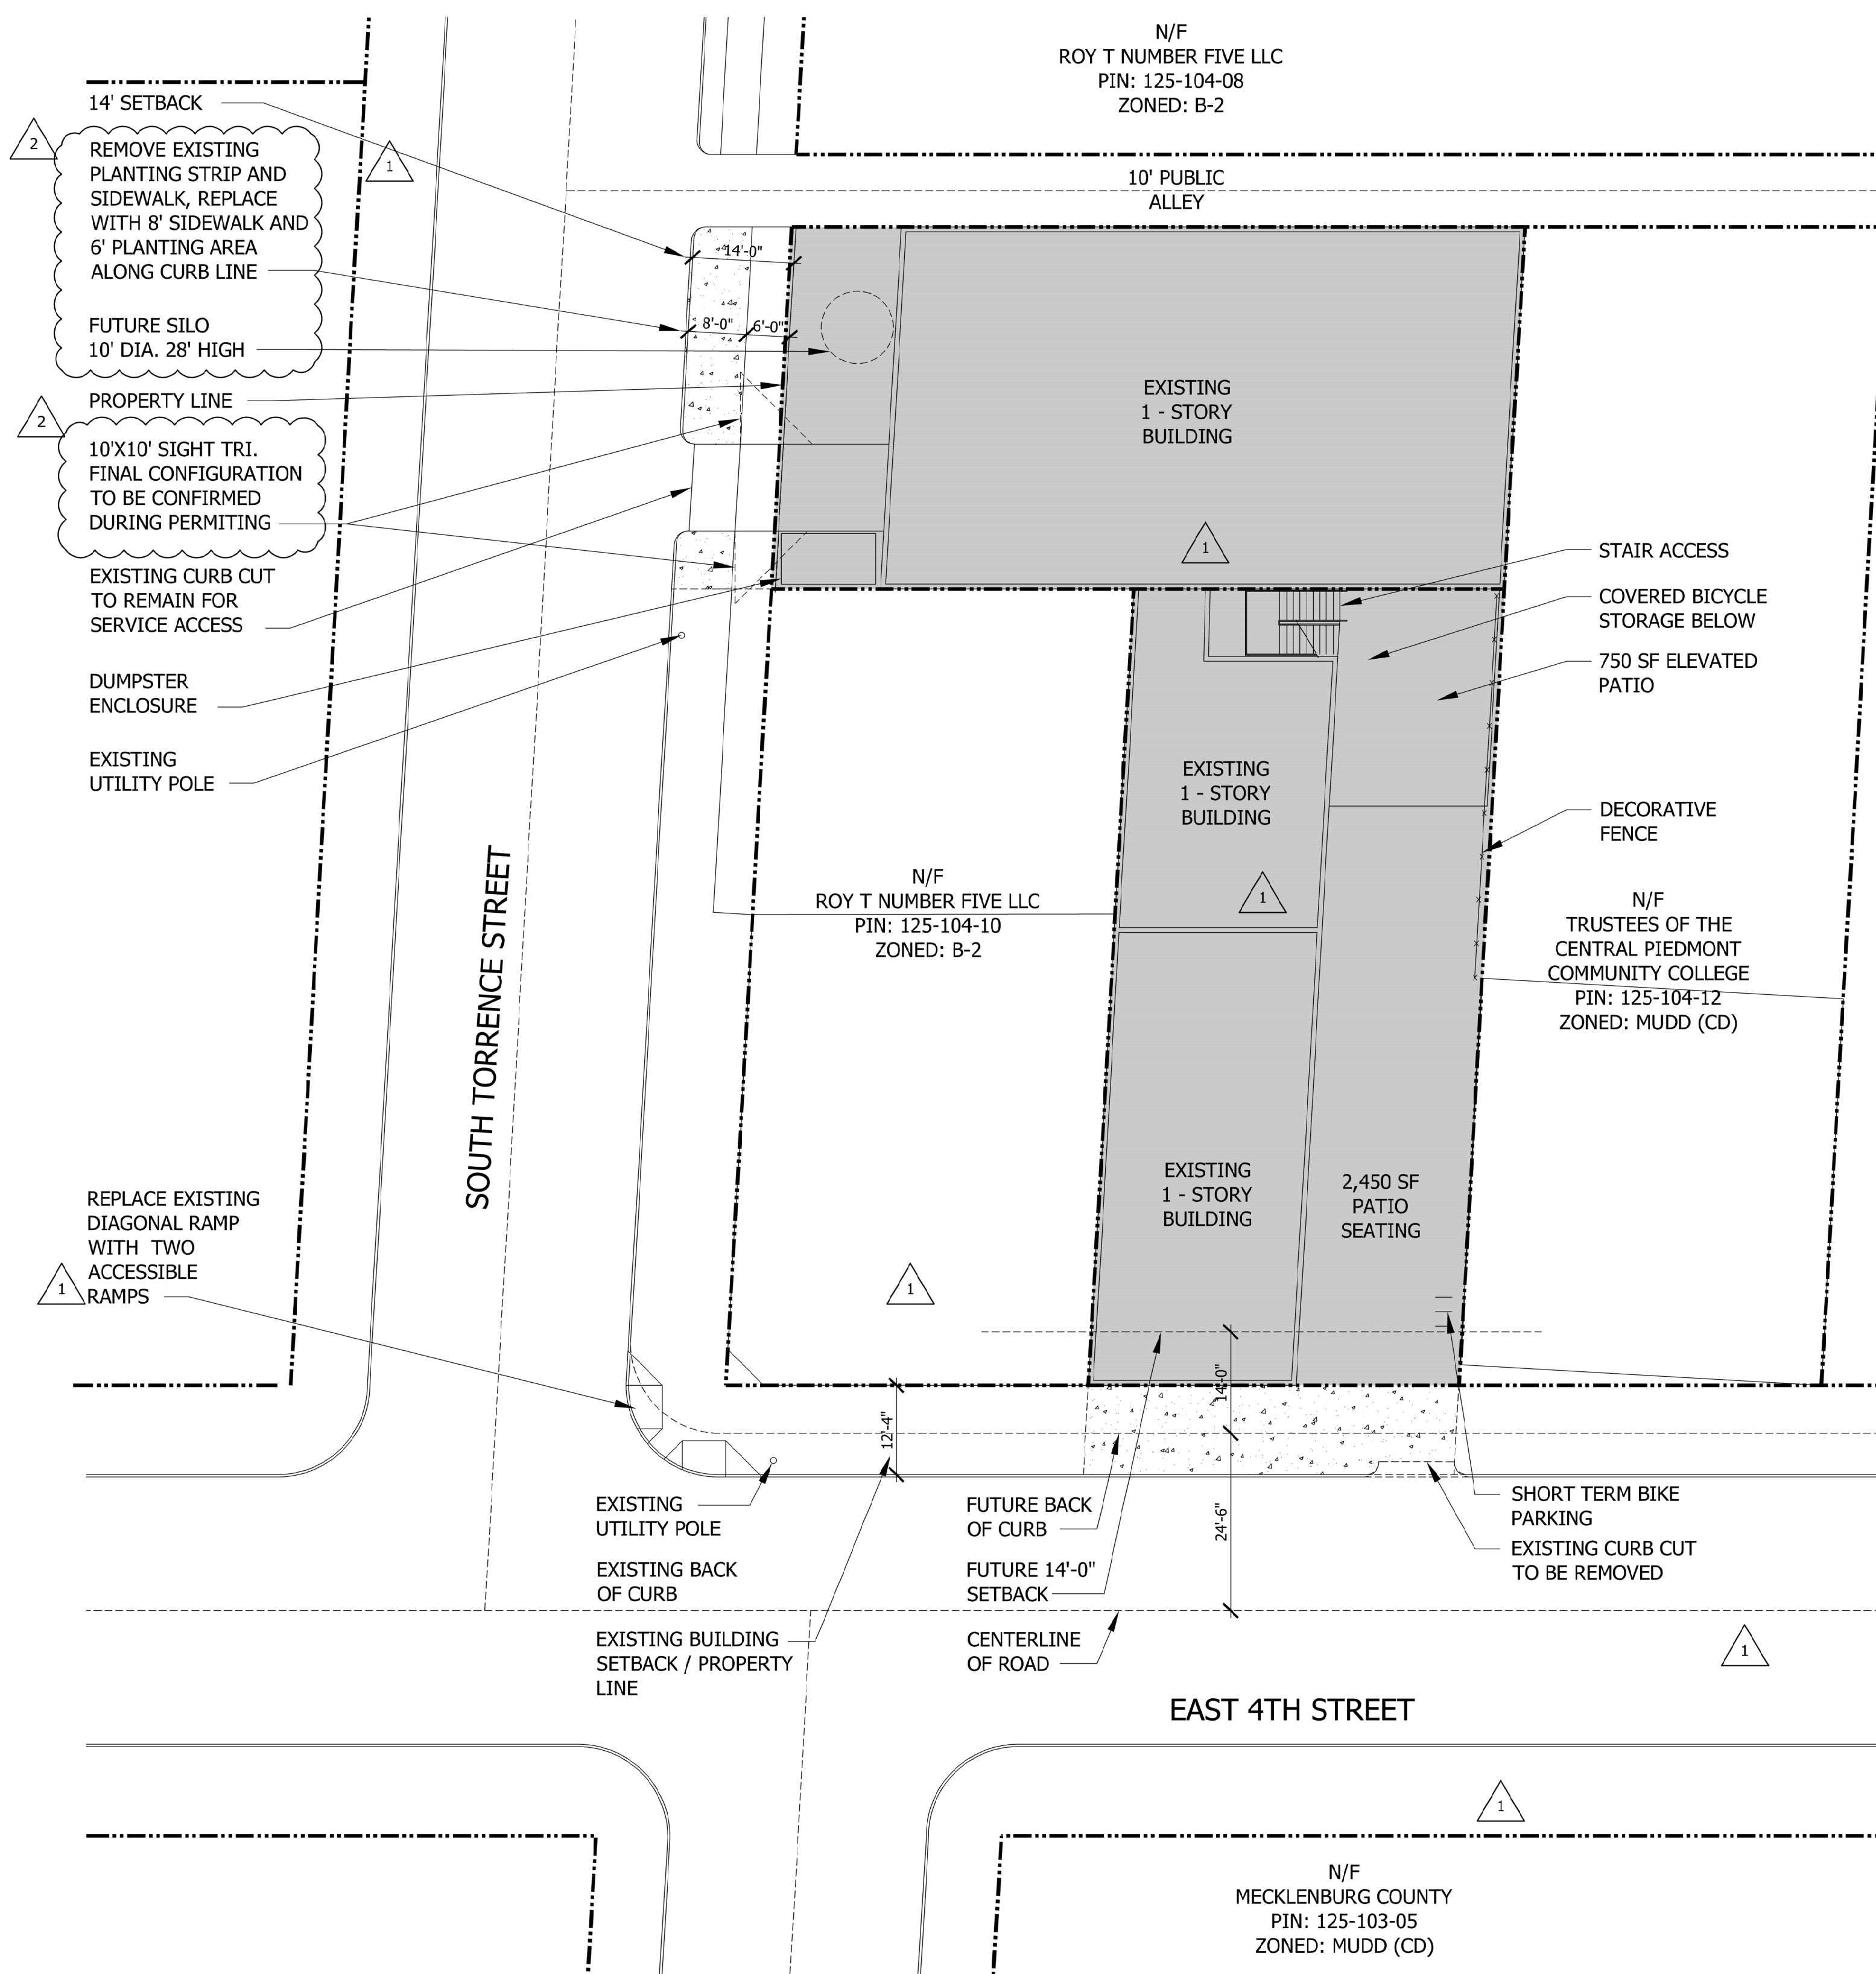 N/F
ROY T NUMBER FIVE LLC
PIN: 125-104-08
ZONED: B-2
10' PUBLIC
ALLEY
14' SETBACK
2
REMOVE EXISTING
PLANTING STRIP AND
SIDEWALK, REPLACE
WITH 8' SIDEWALK AND
6' PLANTING AREA
ALONG CURB LINE
FUTURE SILO
10' DIA. 28' HIGH
1
14'-0"
8'-0"
6'-0"
PROPERTY LINE
2
10'X10' SIGHT TRI.
FINAL CONFIGURATION
TO BE CONFIRMED
DURING PERMITING
EXISTING CURB CUT
TO REMAIN FOR
SERVICE ACCESS
DUMPSTER
ENCLOSURE
EXISTING
UTILITY POLE
EXISTING
1 - STORY
BUILDING
1
STAIR ACCESS
COVERED BICYCLE
STORAGE BELOW
750 SF ELEVATED
PATIO
EXISTING
1 - STORY
BUILDING
1
DECORATIVE
FENCE
N/F
ROY T NUMBER FIVE LLC
PIN: 125-104-10
ZONED: B-2
N/F
TRUSTEES OF THE
CENTRAL PIEDMONT
COMMUNITY COLLEGE
PIN: 125-104-12
ZONED: MUDD (CD)
SOUTH TORRENCE STREET
EXISTING
1 - STORY
BUILDING
2,450 SF
PATIO
SEATING
REPLACE EXISTING
DIAGONAL RAMP
WITH TWO
ACCESSIBLE
RAMPS
1
1
12'-4"
14'-0"
24'-6"
EXISTING
UTILITY POLE
EXISTING BACK
OF CURB
EXISTING BUILDING
SETBACK / PROPERTY
LINE
FUTURE BACK
OF CURB
FUTURE 14'-0"
SETBACK
CENTERLINE
OF ROAD
SHORT TERM BIKE
PARKING
EXISTING CURB CUT
TO BE REMOVED
1
EAST 4TH STREET
1
N/F
MECKLENBURG COUNTY
PIN: 125-103-05
ZONED: MUDD (CD)